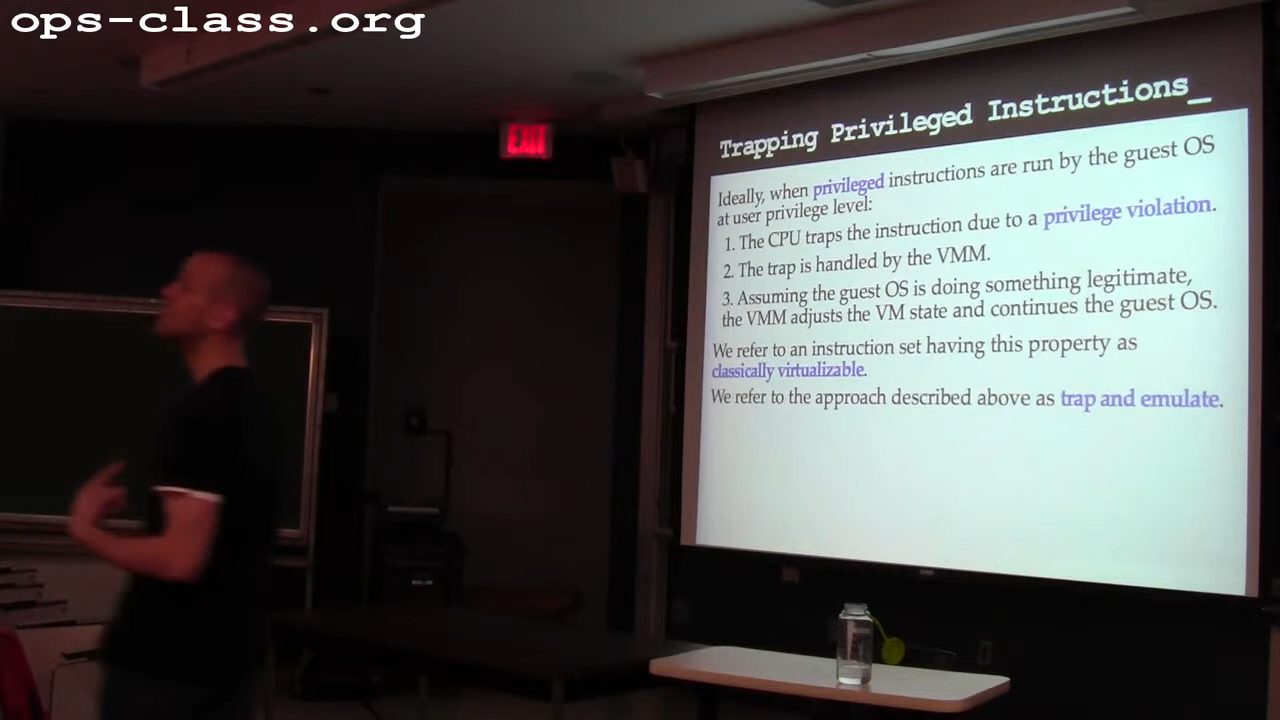 ops-class.org
EXIT
Trapping Privileged Instructions_
Ideally, when privileged instructions are run by the guest OS
at user privilege level:
1. The CPU traps the instruction due to a privilege violation.
2. The trap is handled by the VMM.
3. Assuming the guest OS is doing something legitimate,
the VMM adjusts the VM state and continues the guest OS.
We refer to an instruction set having this property as
classically virtualizable.
We refer to the approach described above as trap and emulate.